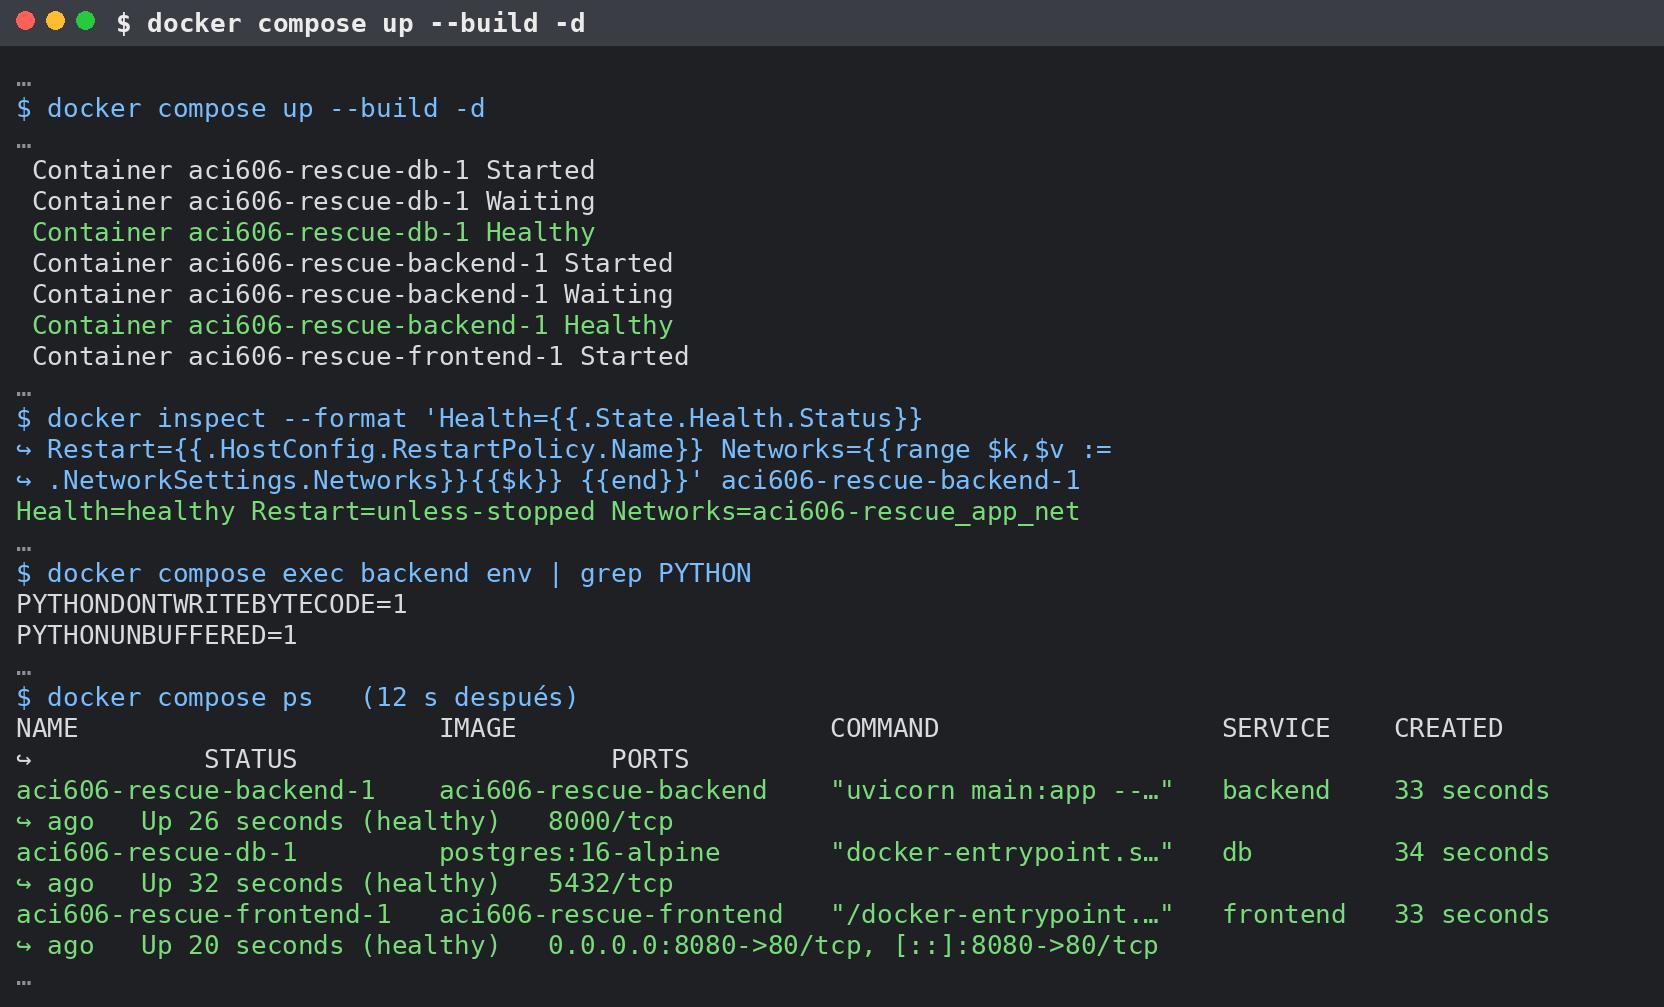 $ docker compose up --build -d
…
$ docker compose up --build -d
…
Container aci606-rescue-db-1 Started
Container aci606-rescue-db-1 Waiting
Container aci606-rescue-db-1 Healthy
Container aci606-rescue-backend-1 Started
Container aci606-rescue-backend-1 Waiting
Container aci606-rescue-backend-1 Healthy
Container aci606-rescue-frontend-1 Started
…
$ docker inspect --format 'Health={{.State.Health.Status}}
↪ Restart={{.HostConfig.RestartPolicy.Name}} Networks={{range $k,$v :=
↪ .NetworkSettings.Networks}}{{$k}} {{end}}' aci606-rescue-backend-1
Health=healthy Restart=unless-stopped Networks=aci606-rescue_app_net
…
$ docker compose exec backend env | grep PYTHON
PYTHONDONTWRITEBYTECODE=1
PYTHONUNBUFFERED=1
…
$ docker compose ps   (12 s después)
NAME                       IMAGE                    COMMAND                  SERVICE    CREATED
↪           STATUS                    PORTS
aci606-rescue-backend-1    aci606-rescue-backend    "uvicorn main:app --…"   backend    33 seconds
↪ ago   Up 26 seconds (healthy)   8000/tcp
aci606-rescue-db-1         postgres:16-alpine       "docker-entrypoint.s…"   db         34 seconds
↪ ago   Up 32 seconds (healthy)   5432/tcp
aci606-rescue-frontend-1   aci606-rescue-frontend   "/docker-entrypoint.…"   frontend   33 seconds
↪ ago   Up 20 seconds (healthy)   0.0.0.0:8080->80/tcp, [::]:8080->80/tcp
…